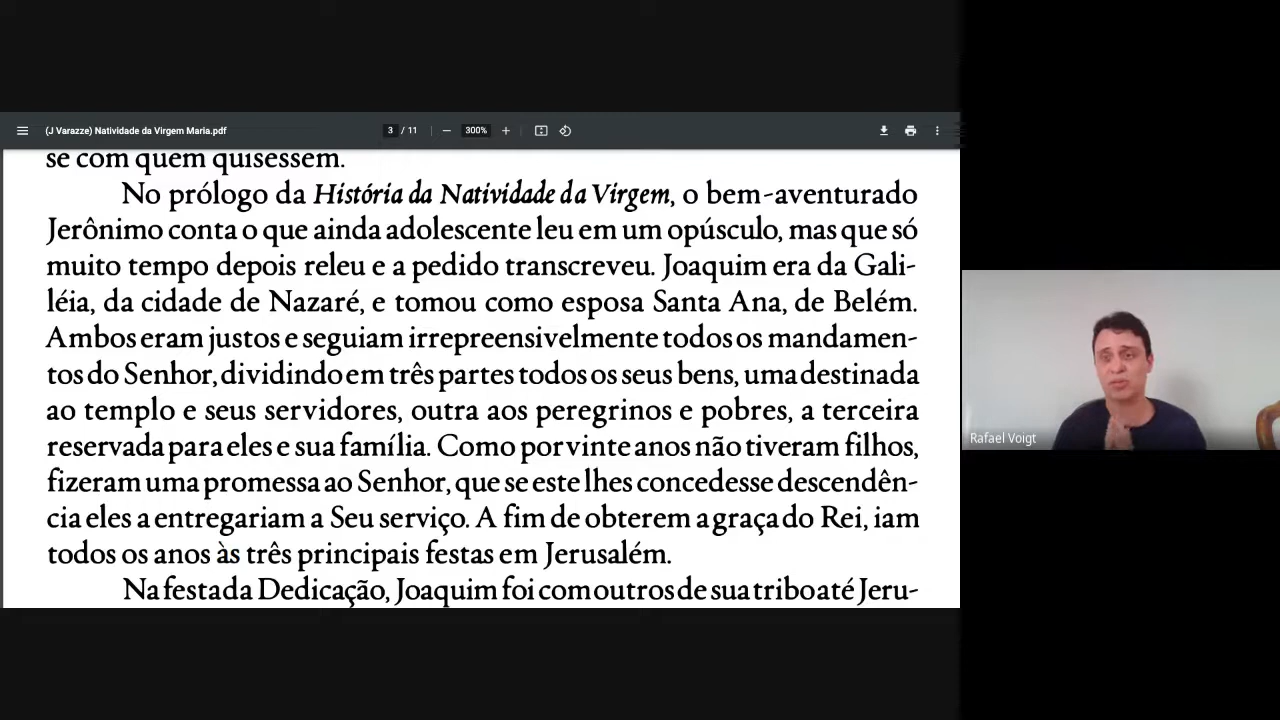 (J Varazze) Natividade da Virgem Maria.pdf
3 / 11
300%
se com quem quisessem.
No prólogo da História da Natividade da Virgem, o bem-aventurado
Jerônimo conta o que ainda adolescente leu em um opúsculo, mas que só
muito tempo depois releu e a pedido transcreveu. Joaquim era da Gali-
léia, da cidade de Nazaré, e tomou como esposa Santa Ana, de Belém.
Ambos eram justos e seguiam irrepreensivelmente todos os mandamen-
tos do Senhor, dividindo em três partes todos os seus bens, uma destinada
ao templo e seus servidores, outra aos peregrinos e pobres, a terceira
reservada para eles e sua família. Como por vinte anos não tiveram filhos,
fizeram uma promessa ao Senhor, que se este lhes concedesse descendên-
cia eles a entregariam a Seu serviço. A fim de obterem a graça do Rei, iam
todos os anos às três principais festas em Jerusalém.
Na festa da Dedicação, Joaquim foi com outros de sua tribo até Jeru-
Rafael Voigt